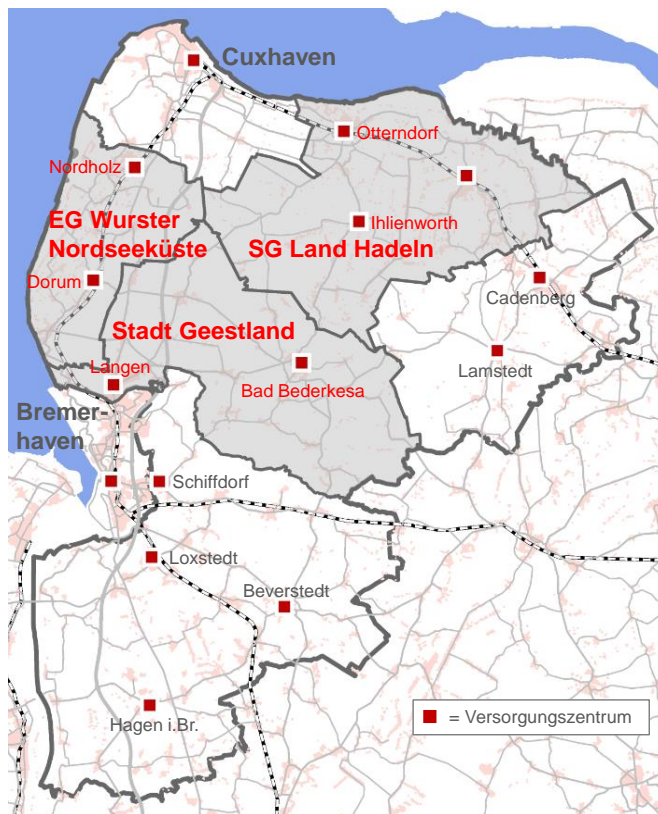 Cuxhaven
Otterndorf
Nordholz
EG Wurster
Nordseeküste
Ihlienworth
SG Land Hadeln
Dorum
Cadenberg
Stadt Geestland
Langen
Lamstedt
Bad Bederkesa
Bremer-
haven
Schiffdorf
Loxstedt
Beverstedt
Hagen i.Br.
= Versorgungszentrum